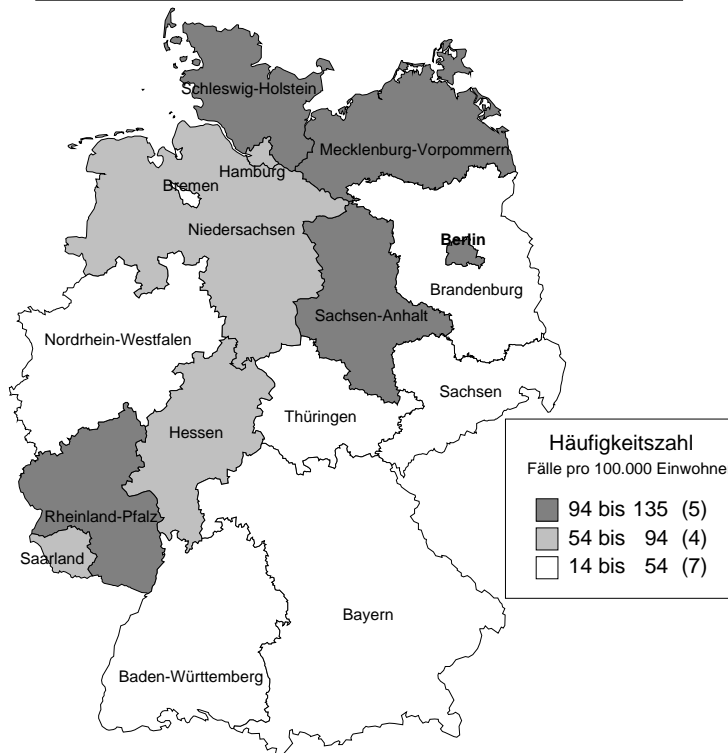 Schleswig-Holstein
Mecklenburg-Vorpommern
Hamburg
Bremen
Niedersachsen
Berlin
Brandenburg
Sachsen-Anhalt
Nordrhein-Westfalen
Sachsen
Thüringen
Hessen
Rheinland-Pfalz
Saarland
Bayern
Baden-Württemberg
Häufigkeitszahl
Fälle pro 100.000 Einwohne
94 bis 135 (5)
54 bis 94 (4)
14 bis 54 (7)